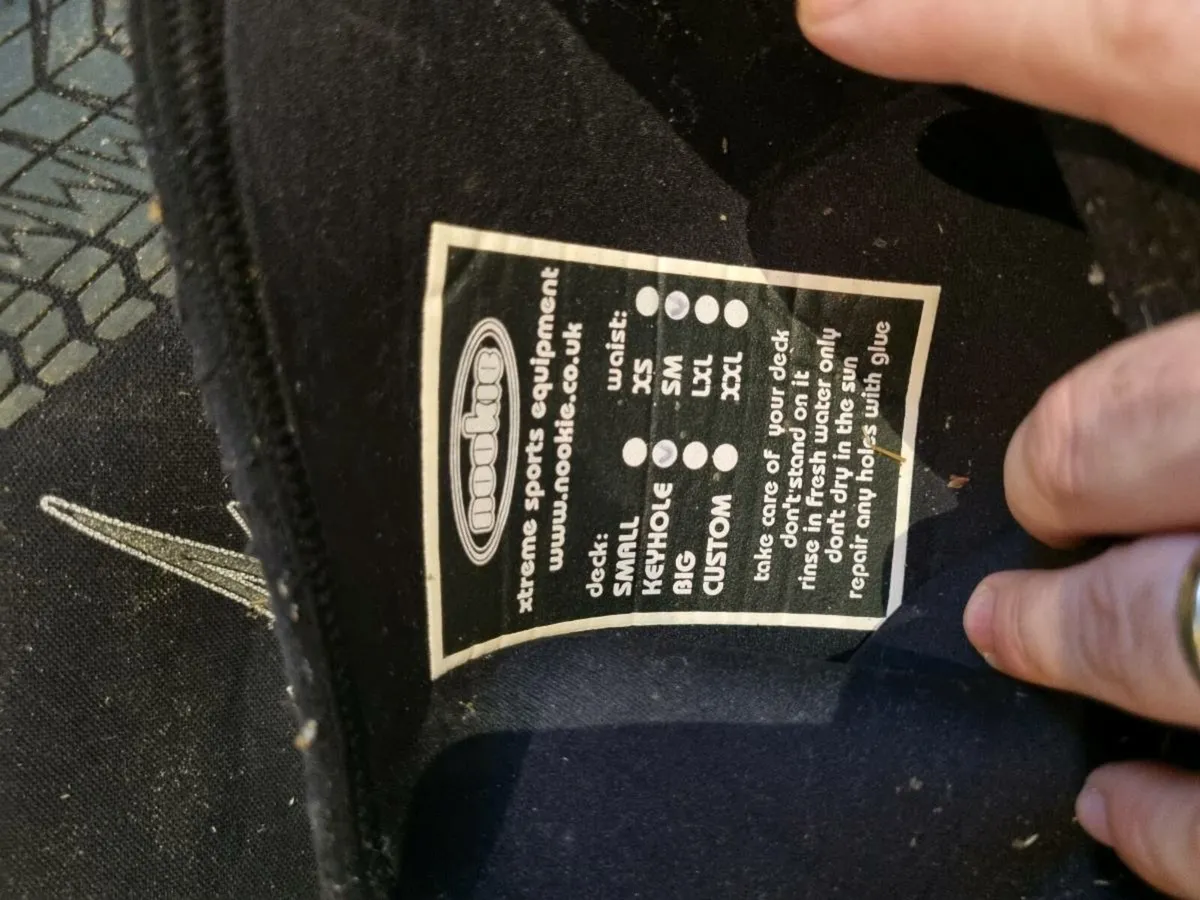 nookie
xtreme sports equipment
www.nookie.co.uk
deck:
SMALL
KEYHOLE
BIG
CUSTOM
waist:
XS
SM
LXL
XXL
take care of your deck
don't stand on it
rinse in fresh water only
don't dry in the sun
repair any holes with glue